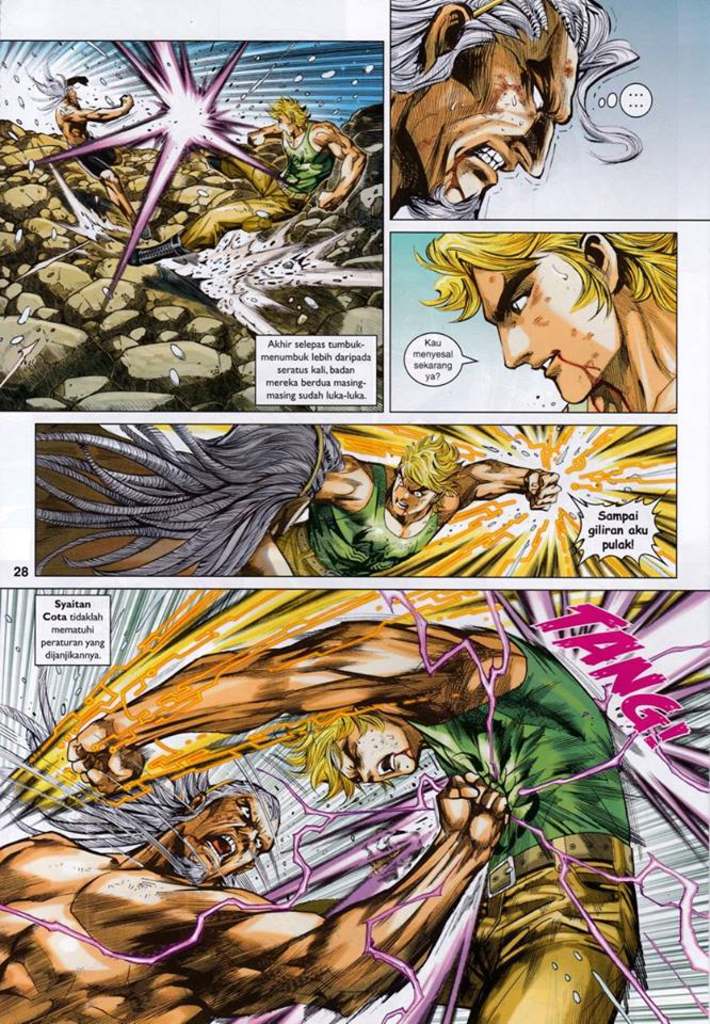 Akhir selepas tumbuk-
menumbuk lebih daripada
seratus kali, badan
mereka berdua masing-
masing sudah luka-luka.
...
Kau
menyesal
sekarang
ya?
Sampai
giliran aku
pulak!
28
Syaitan
Cota tidaklah
mematuhi
peraturan yang
dijanjikannya.
TANG!